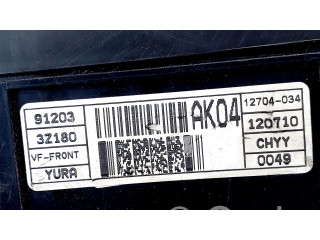 91203
3Z180
VF-FRONT
YURA
AK04
12704-034
120710
CHYY
0049